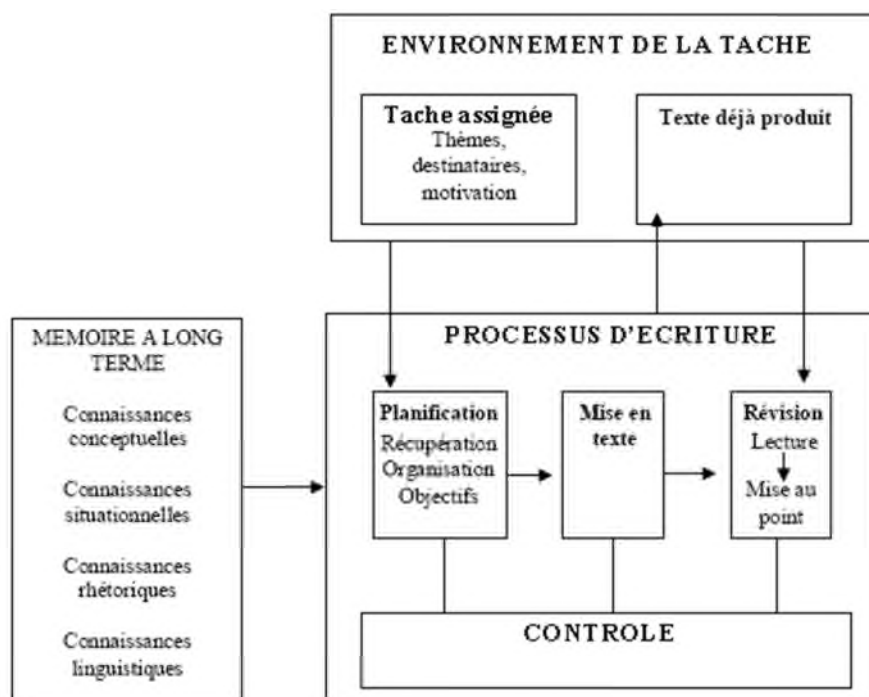 ENVIRONNEMENT DE LA TACHE
Tache assignée
Thèmes,
destinataires,
motivation
Texte déjà produit
MEMOIRE A LONG
TERME
Connaissances
conceptuelles
Connaissances
situationnelles
Connaissances
rhétoriques
Connaissances
linguistiques
PROCESSUS D'ECRITURE
Planification
Récupération
Organisation
Objectifs
Mise en
texte
Révision
Lecture
Mise au
point
CONTROLE